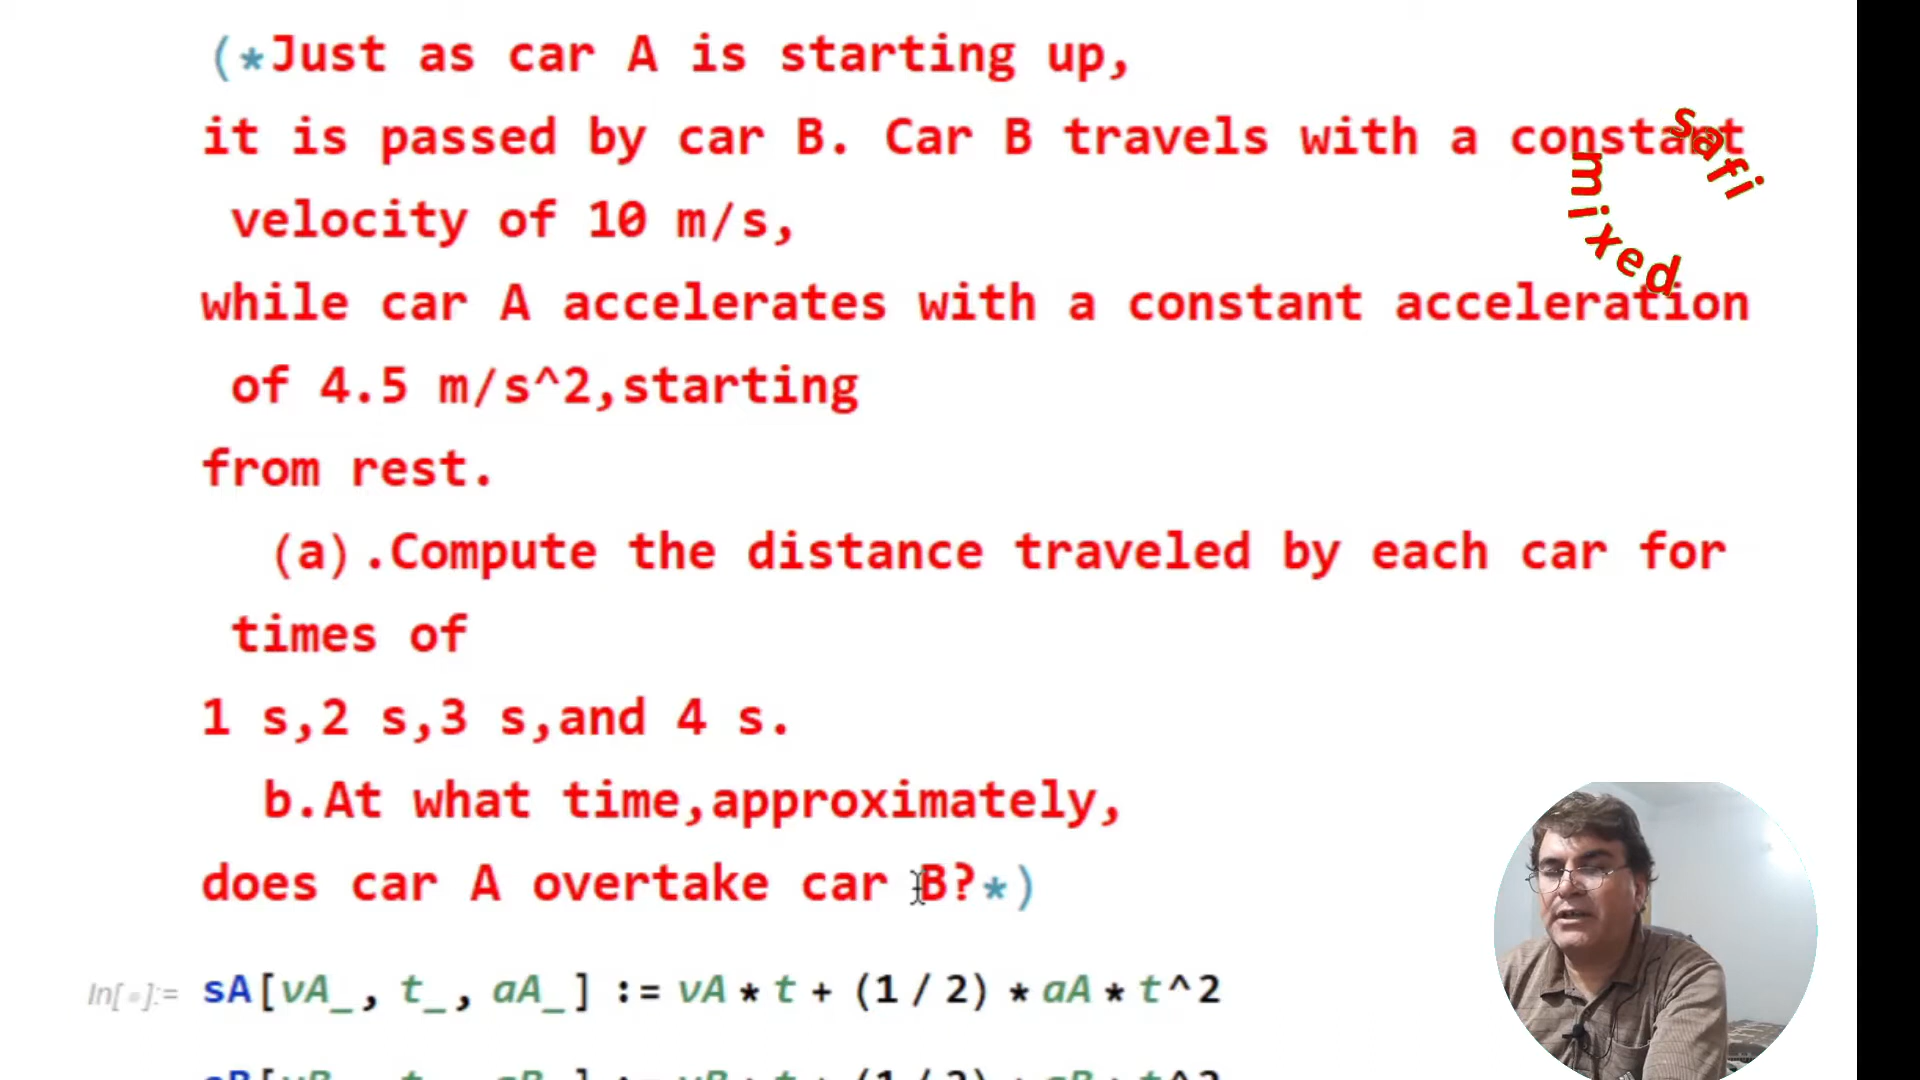 (*Just as car A is starting up,
it is passed by car B. Car B travels with a constant
velocity of 10 m/s,
while car A accelerates with a constant acceleration
of 4.5 m/s^2,starting
from rest.
(a).Compute the distance traveled by each car for
times of
1 s,2 s,3 s,and 4 s.
b.At what time,approximately,
does car A overtake car B?*)
In[ ]:= sA[vA_, t_, aA_] := vA * t + (1 / 2) * aA * t^2
safi
mixed